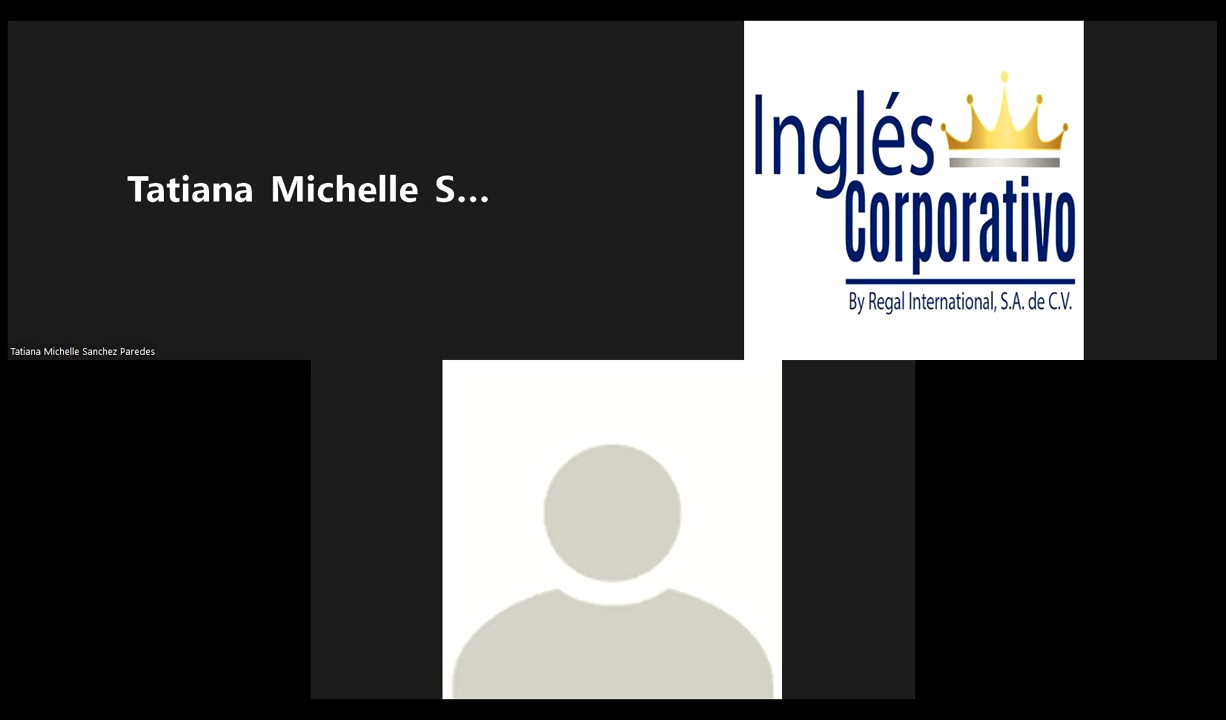 Tatiana Michelle S...
Tatiana Michelle Sanchez Paredes
Inglés
Corporativo
By Regal International, S.A. de C.V.